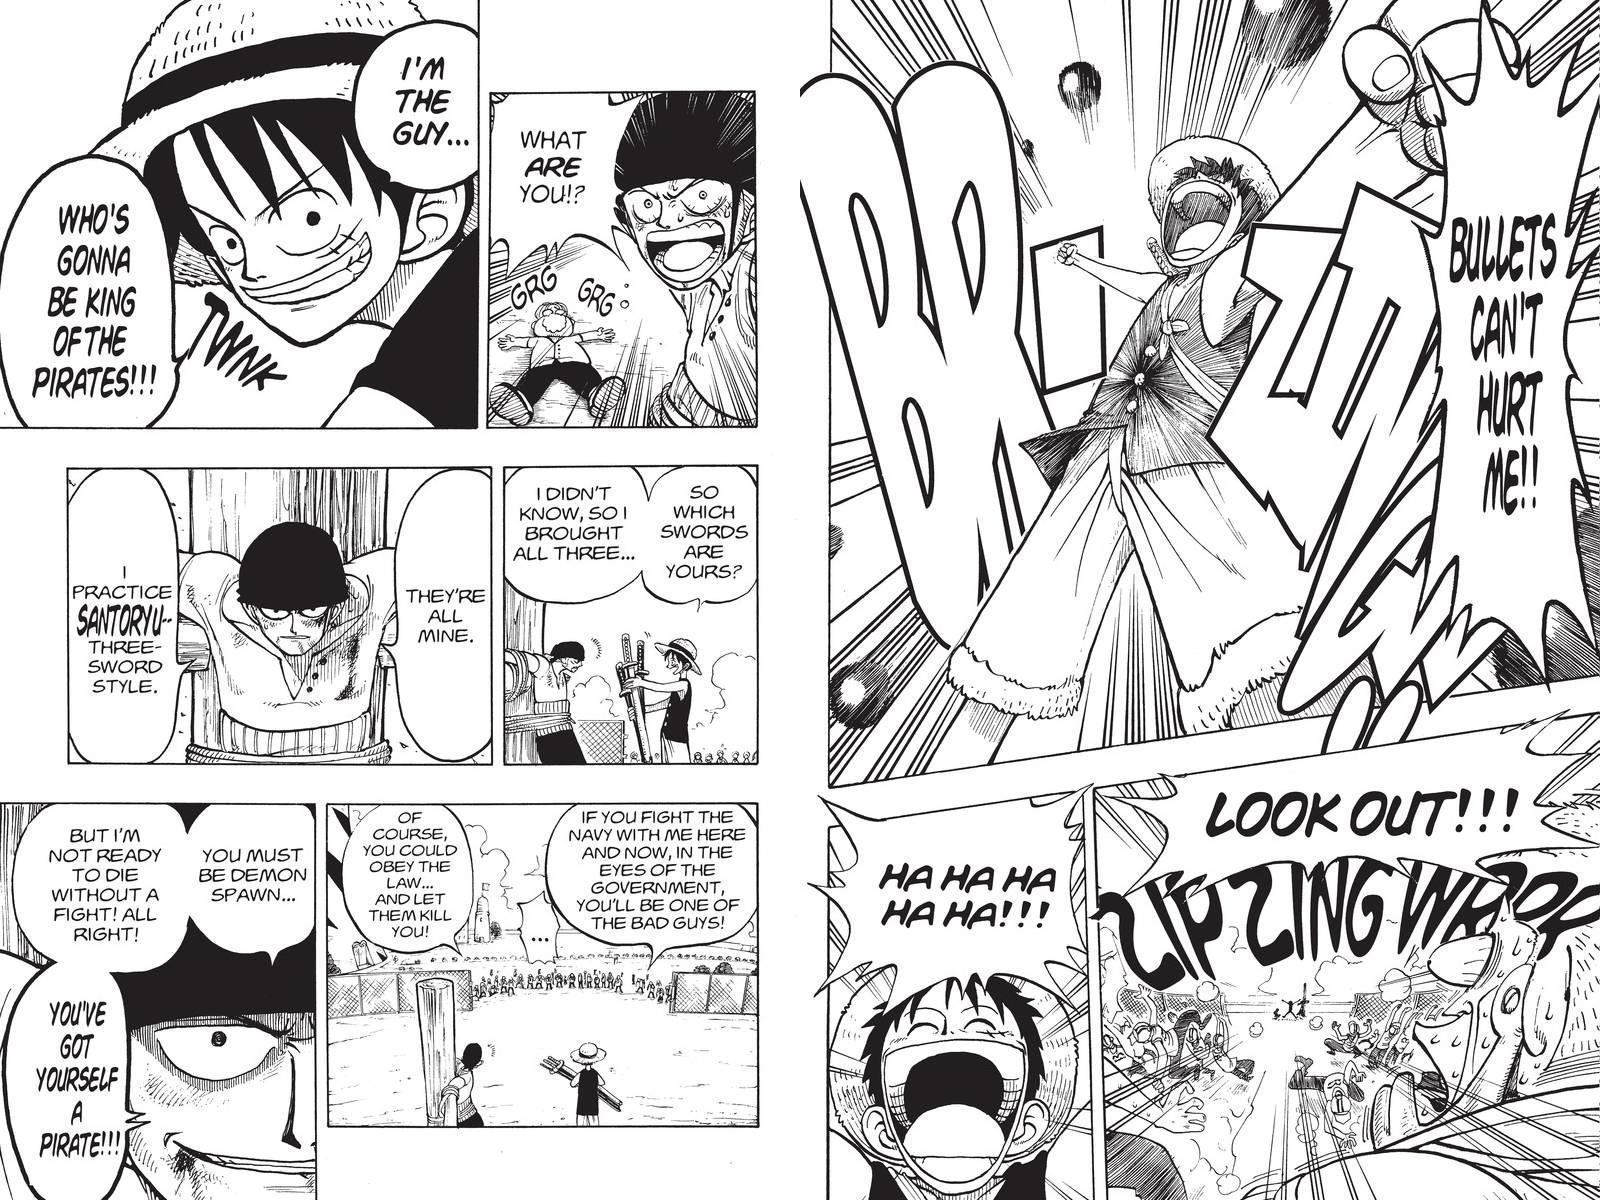 BULLETS
CAN'T
HURT
ME!!
LOOK OUT!!!
ZIP ZING
HA HA HA
HA HA!!!
WHAT
ARE
YOU!?
GRG
GRG
I'M
THE
GUY...
WHO'S
GONNA
BE KING
OF THE
PIRATES!!!
TWNK
SO
WHICH
SWORDS
ARE
YOURS?
I DIDN'T
KNOW, SO I
BROUGHT
ALL THREE...
THEY'RE
ALL
MINE.
I
PRACTICE
SANTORYU--
THREE-
SWORD
STYLE.
IF YOU FIGHT THE
NAVY WITH ME HERE
AND NOW, IN THE
EYES OF THE
GOVERNMENT,
YOU'LL BE ONE OF
THE BAD GUYS!
...
OF
COURSE,
YOU COULD
OBEY THE
LAW...
AND LET
THEM KILL
YOU!
YOU MUST
BE DEMON
SPAWN...
BUT I'M
NOT READY
TO DIE
WITHOUT A
FIGHT! ALL
RIGHT!
YOU'VE
GOT
YOURSELF
A
PIRATE!!!